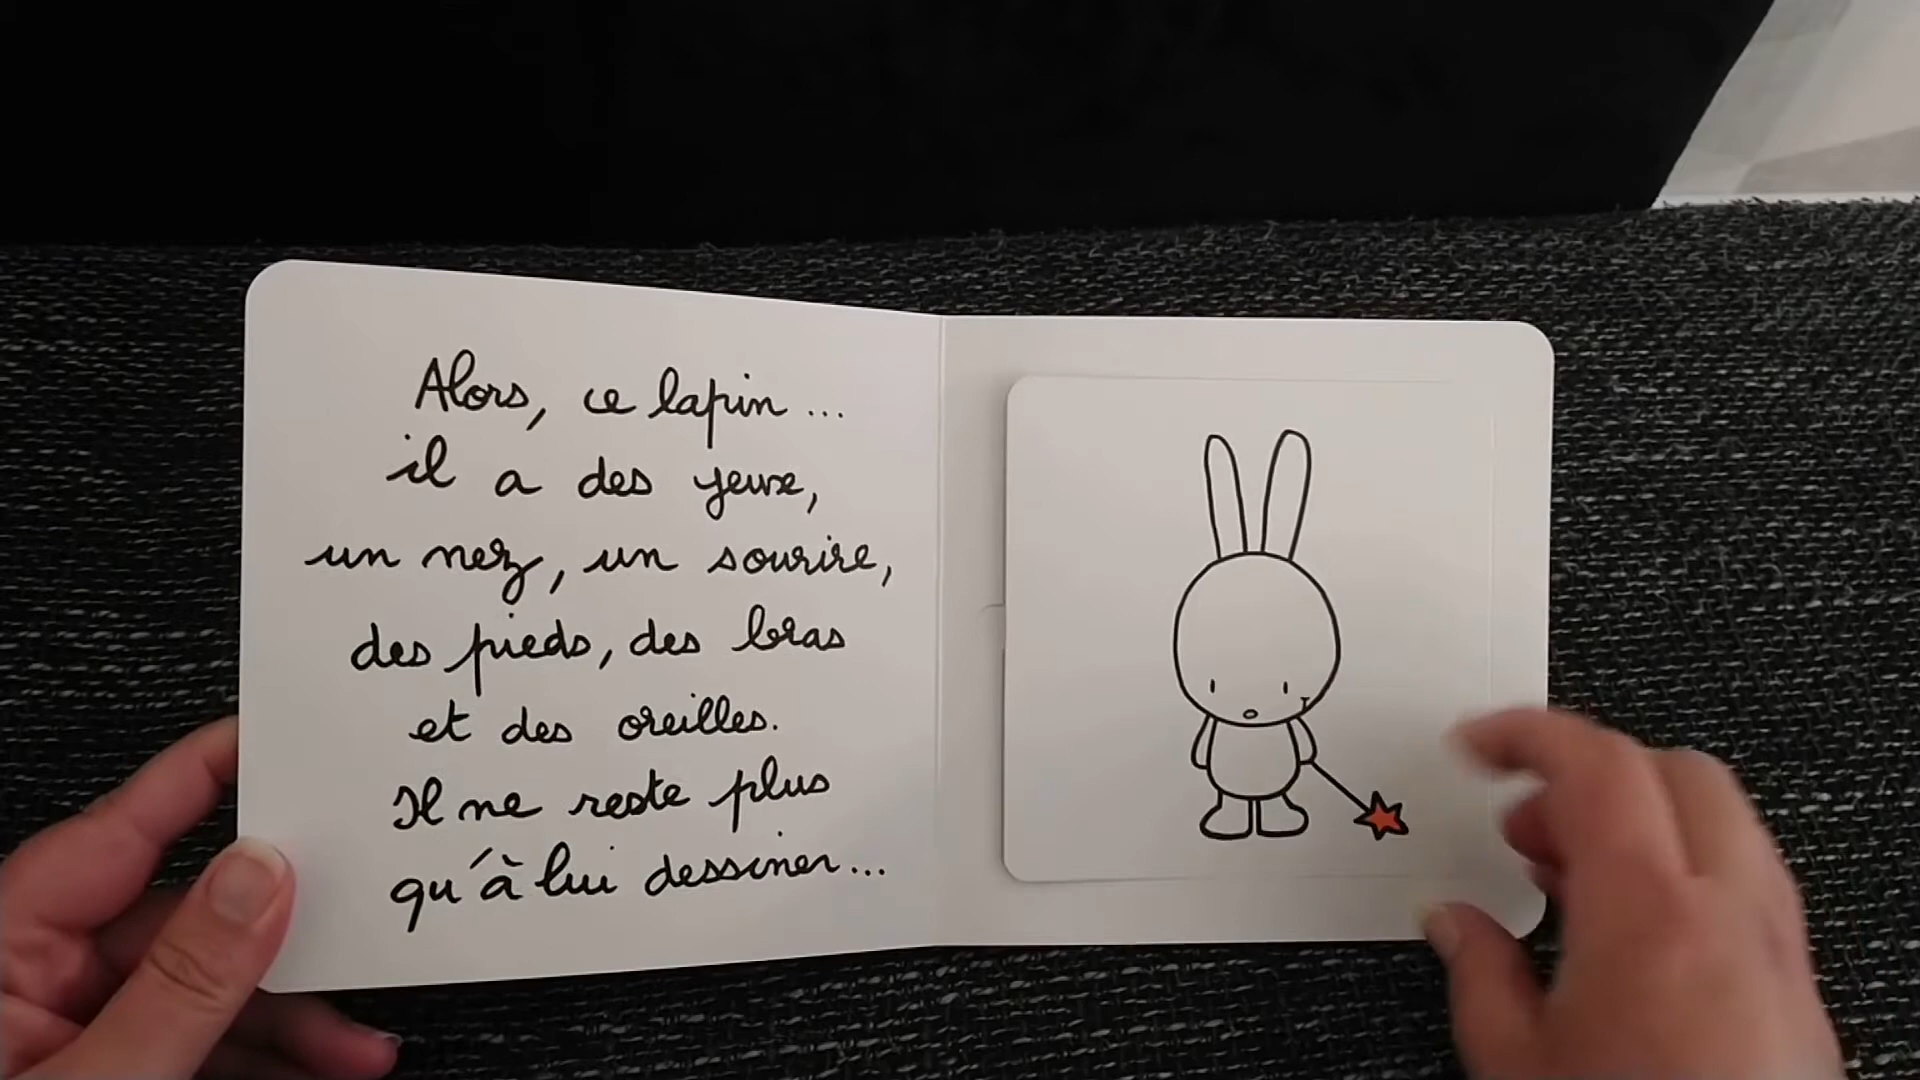 Alors, ce lapin...
il a des yeux,
un nez, un sourire,
des pieds, des bras
et des oreilles.
Il ne reste plus
qu'à lui dessiner...